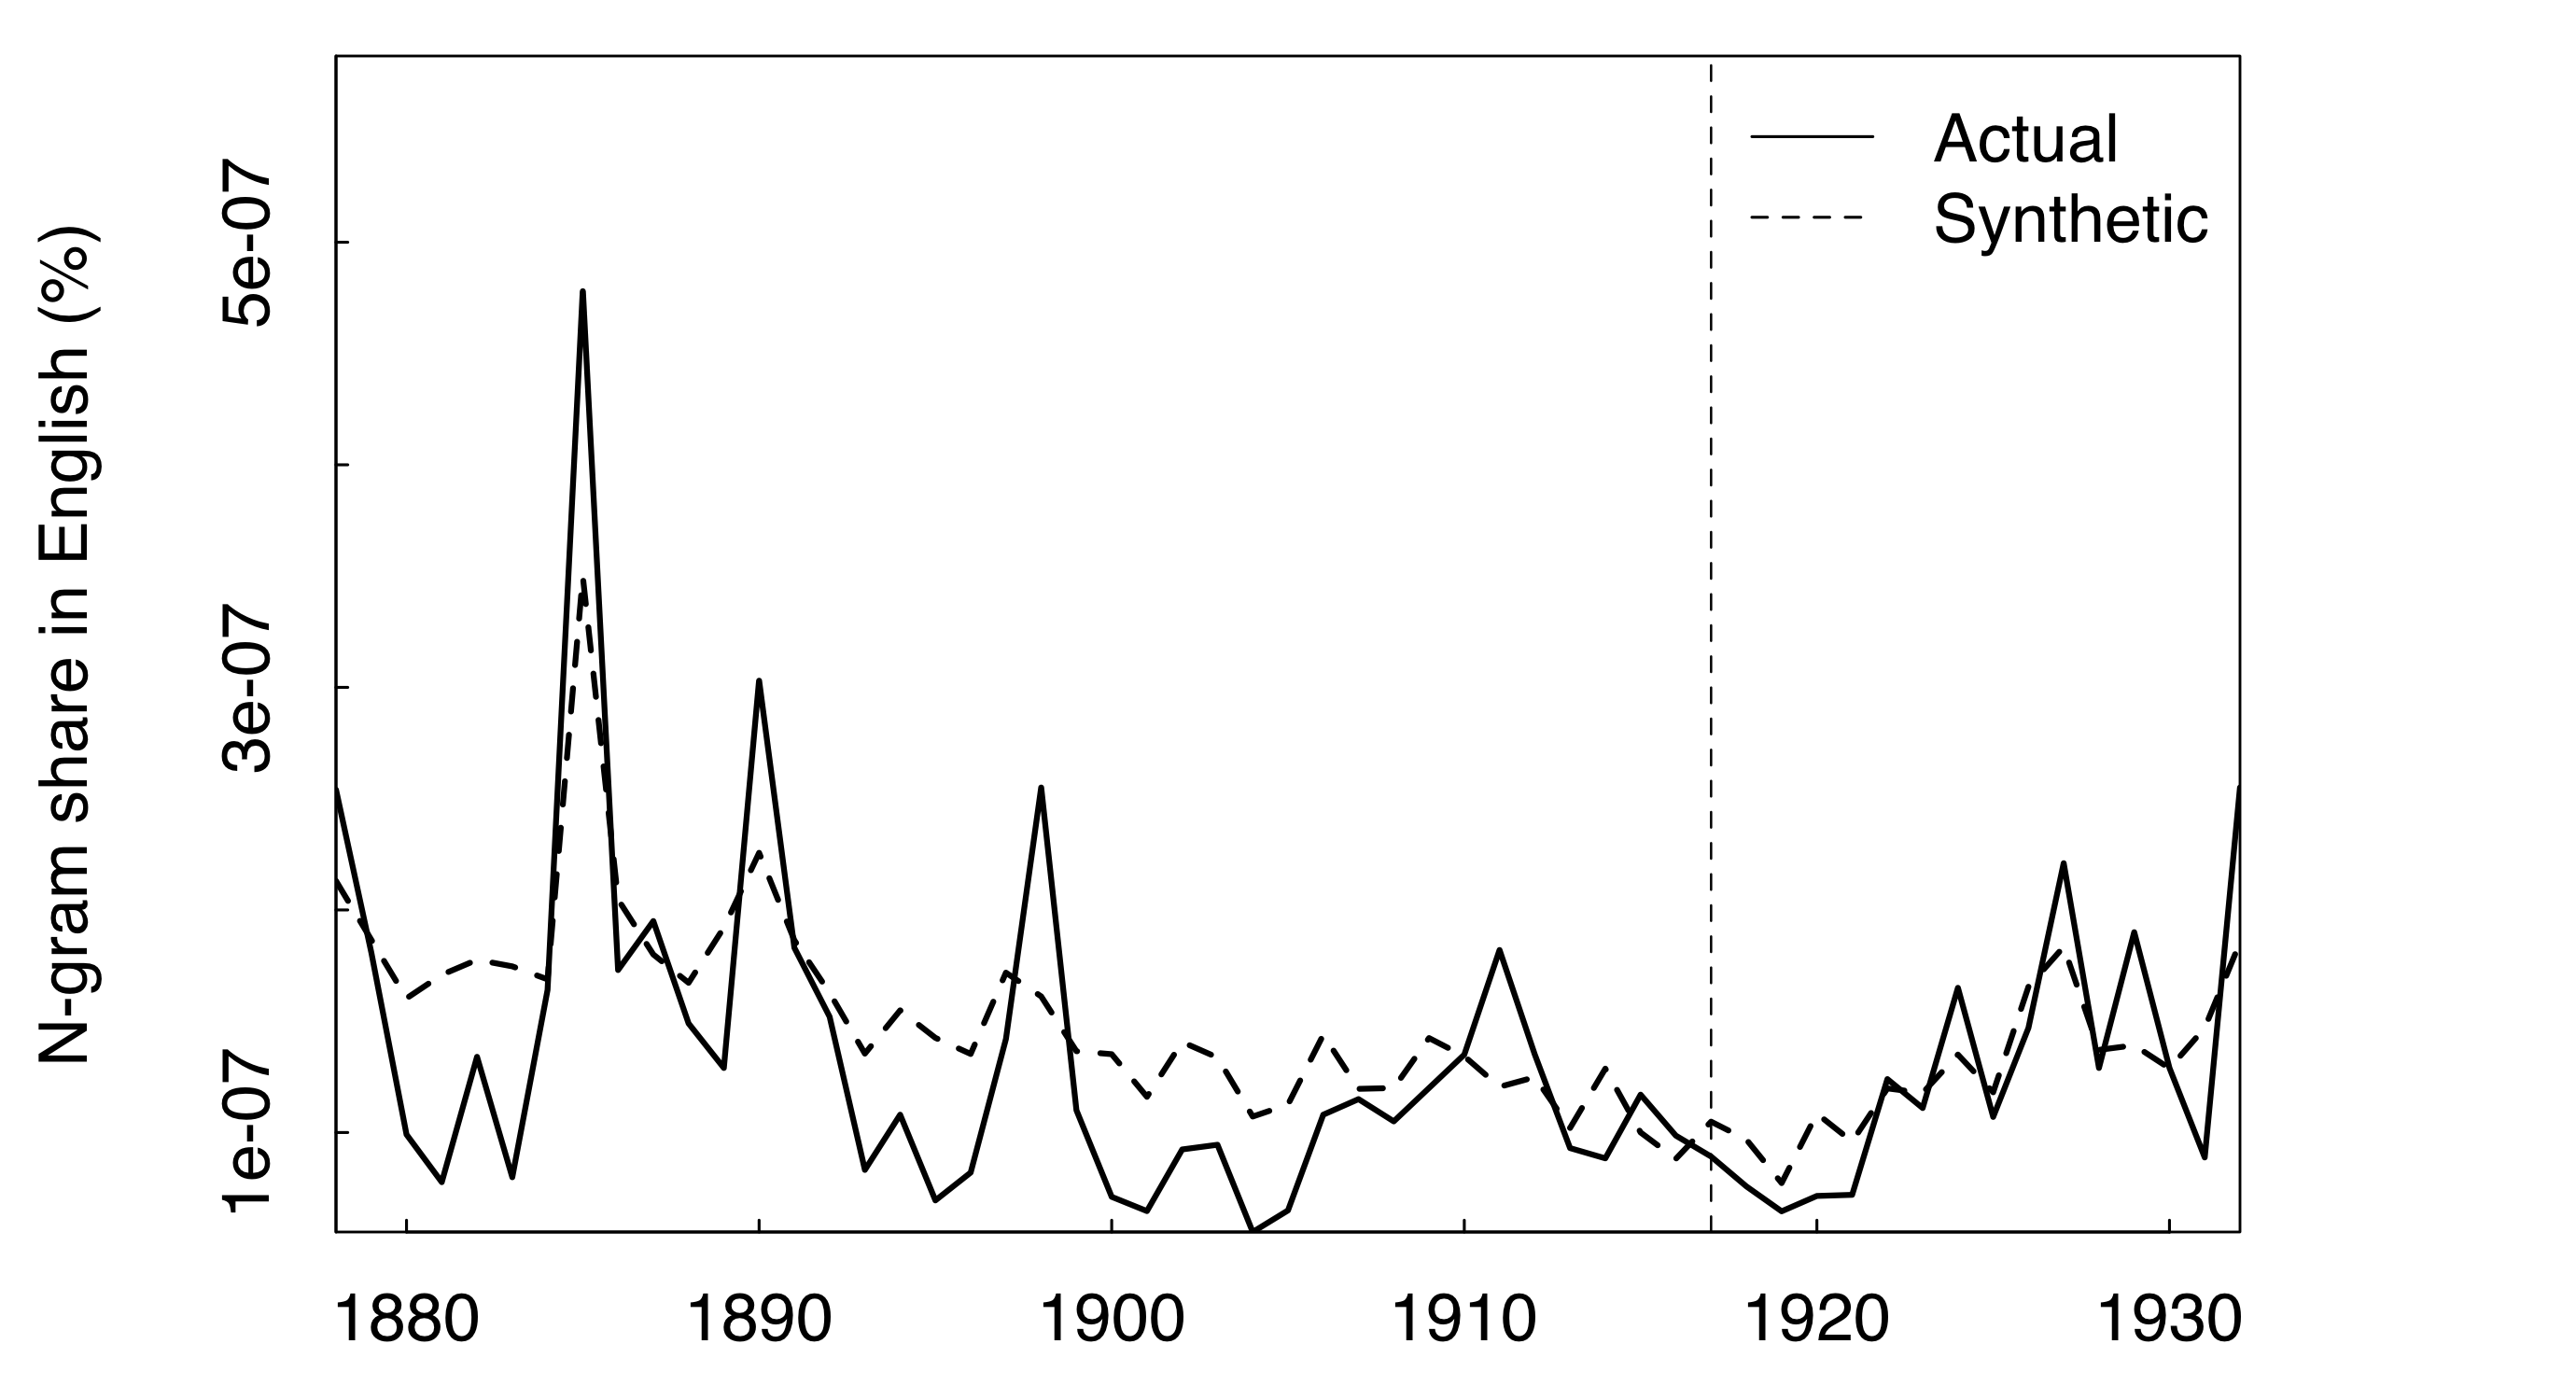 N-gram share in English (%)
5e-07
3e-07
1e-07
Actual
Synthetic
1880 1890 1900 1910 1920 1930